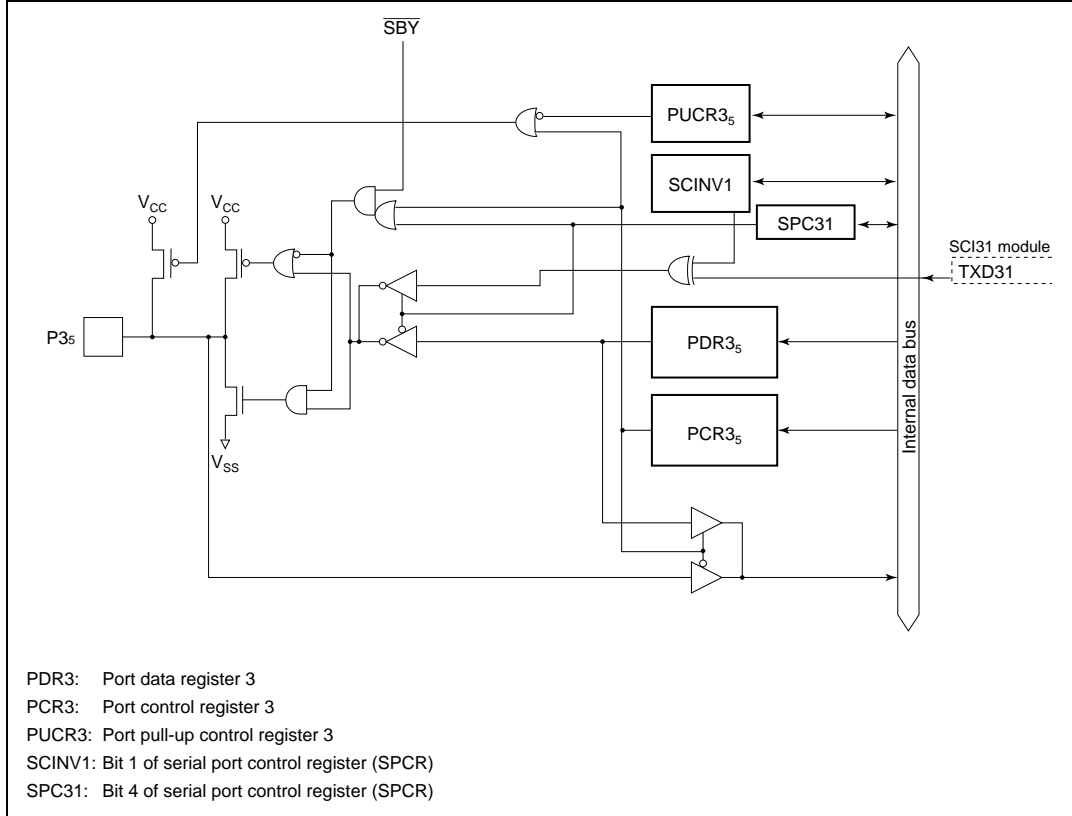 SBY
PUCR3₅
SCINV1
SPC31
SCI31 module
TXD31
V_CC
V_CC
P3₅
PDR3₅
PCR3₅
V_SS
Internal data bus
PDR3: Port data register 3
PCR3: Port control register 3
PUCR3: Port pull-up control register 3
SCINV1: Bit 1 of serial port control register (SPCR)
SPC31: Bit 4 of serial port control register (SPCR)